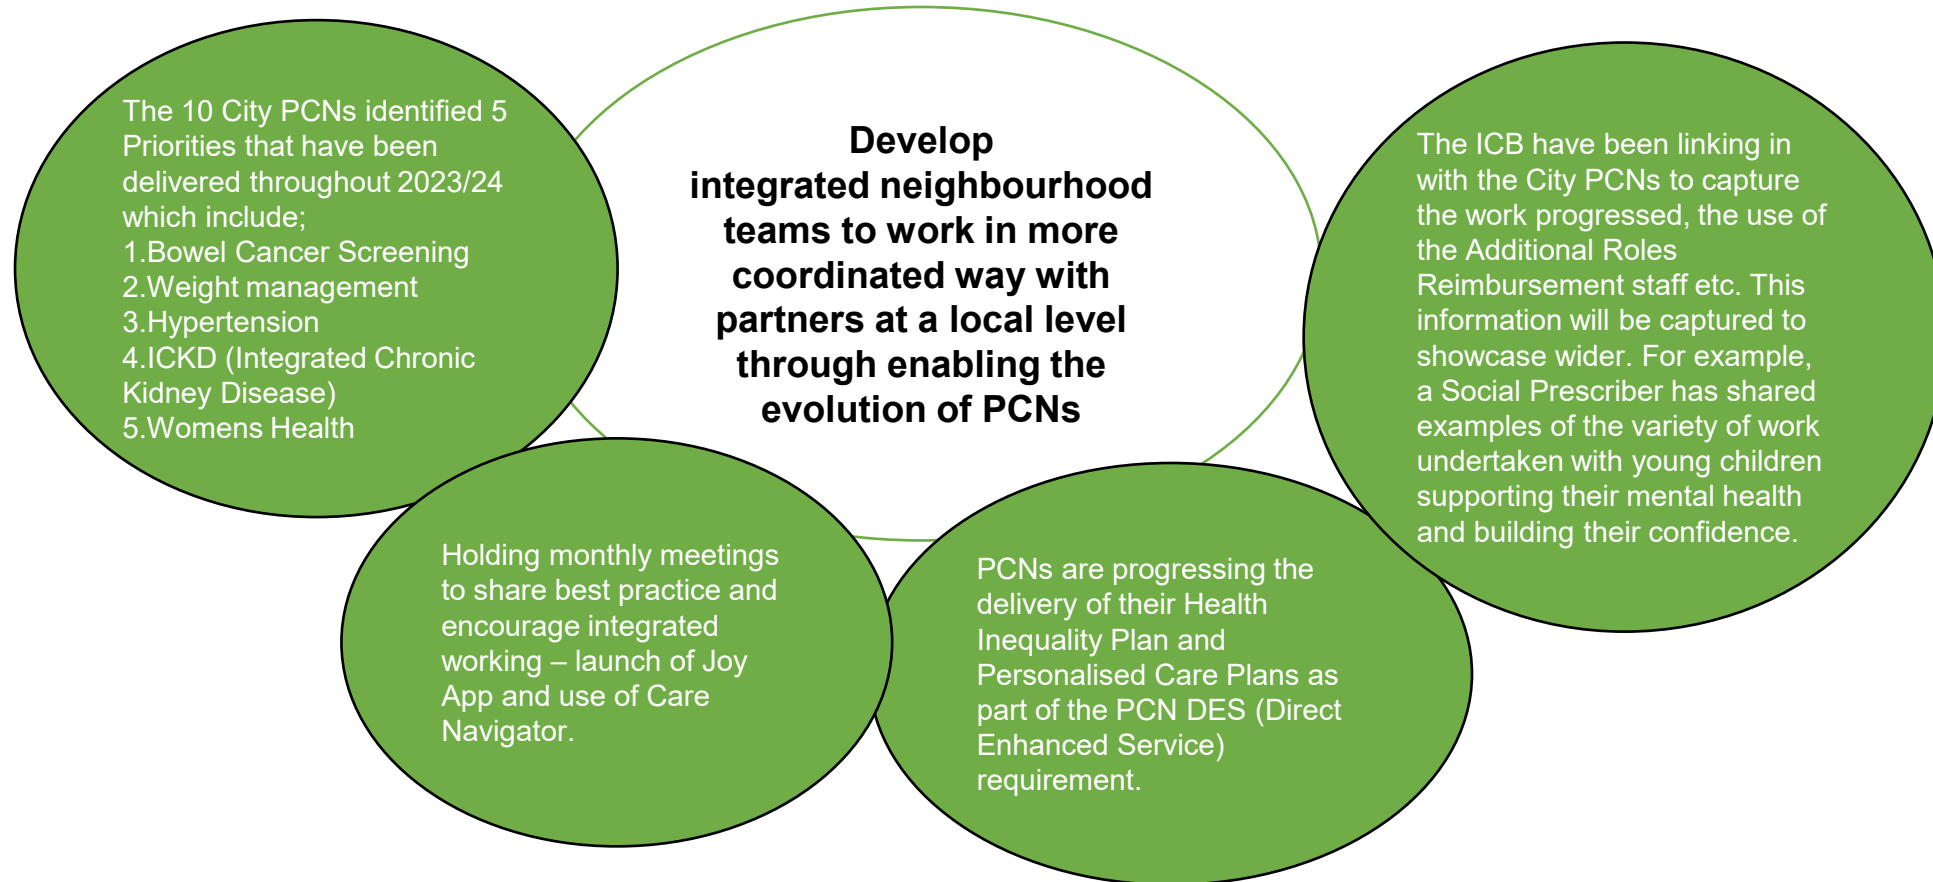 The 10 City PCNs identified 5
Priorities that have been
delivered throughout 2023/24
which include;
1.Bowel Cancer Screening
2.Weight management
3.Hypertension
4.ICKD (Integrated Chronic
Kidney Disease)
5.Womens Health
Develop
integrated neighbourhood
teams to work in more
coordinated way with
partners at a local level
through enabling the
evolution of PCNs
The ICB have been linking in
with the City PCNs to capture
the work progressed, the use of
the Additional Roles
Reimbursement staff etc. This
information will be captured to
showcase wider. For example,
a Social Prescriber has shared
examples of the variety of work
undertaken with young children
supporting their mental health
and building their confidence.
Holding monthly meetings
to share best practice and
encourage integrated
working – launch of Joy
App and use of Care
Navigator.
PCNs are progressing the
delivery of their Health
Inequality Plan and
Personalised Care Plans as
part of the PCN DES (Direct
Enhanced Service)
requirement.